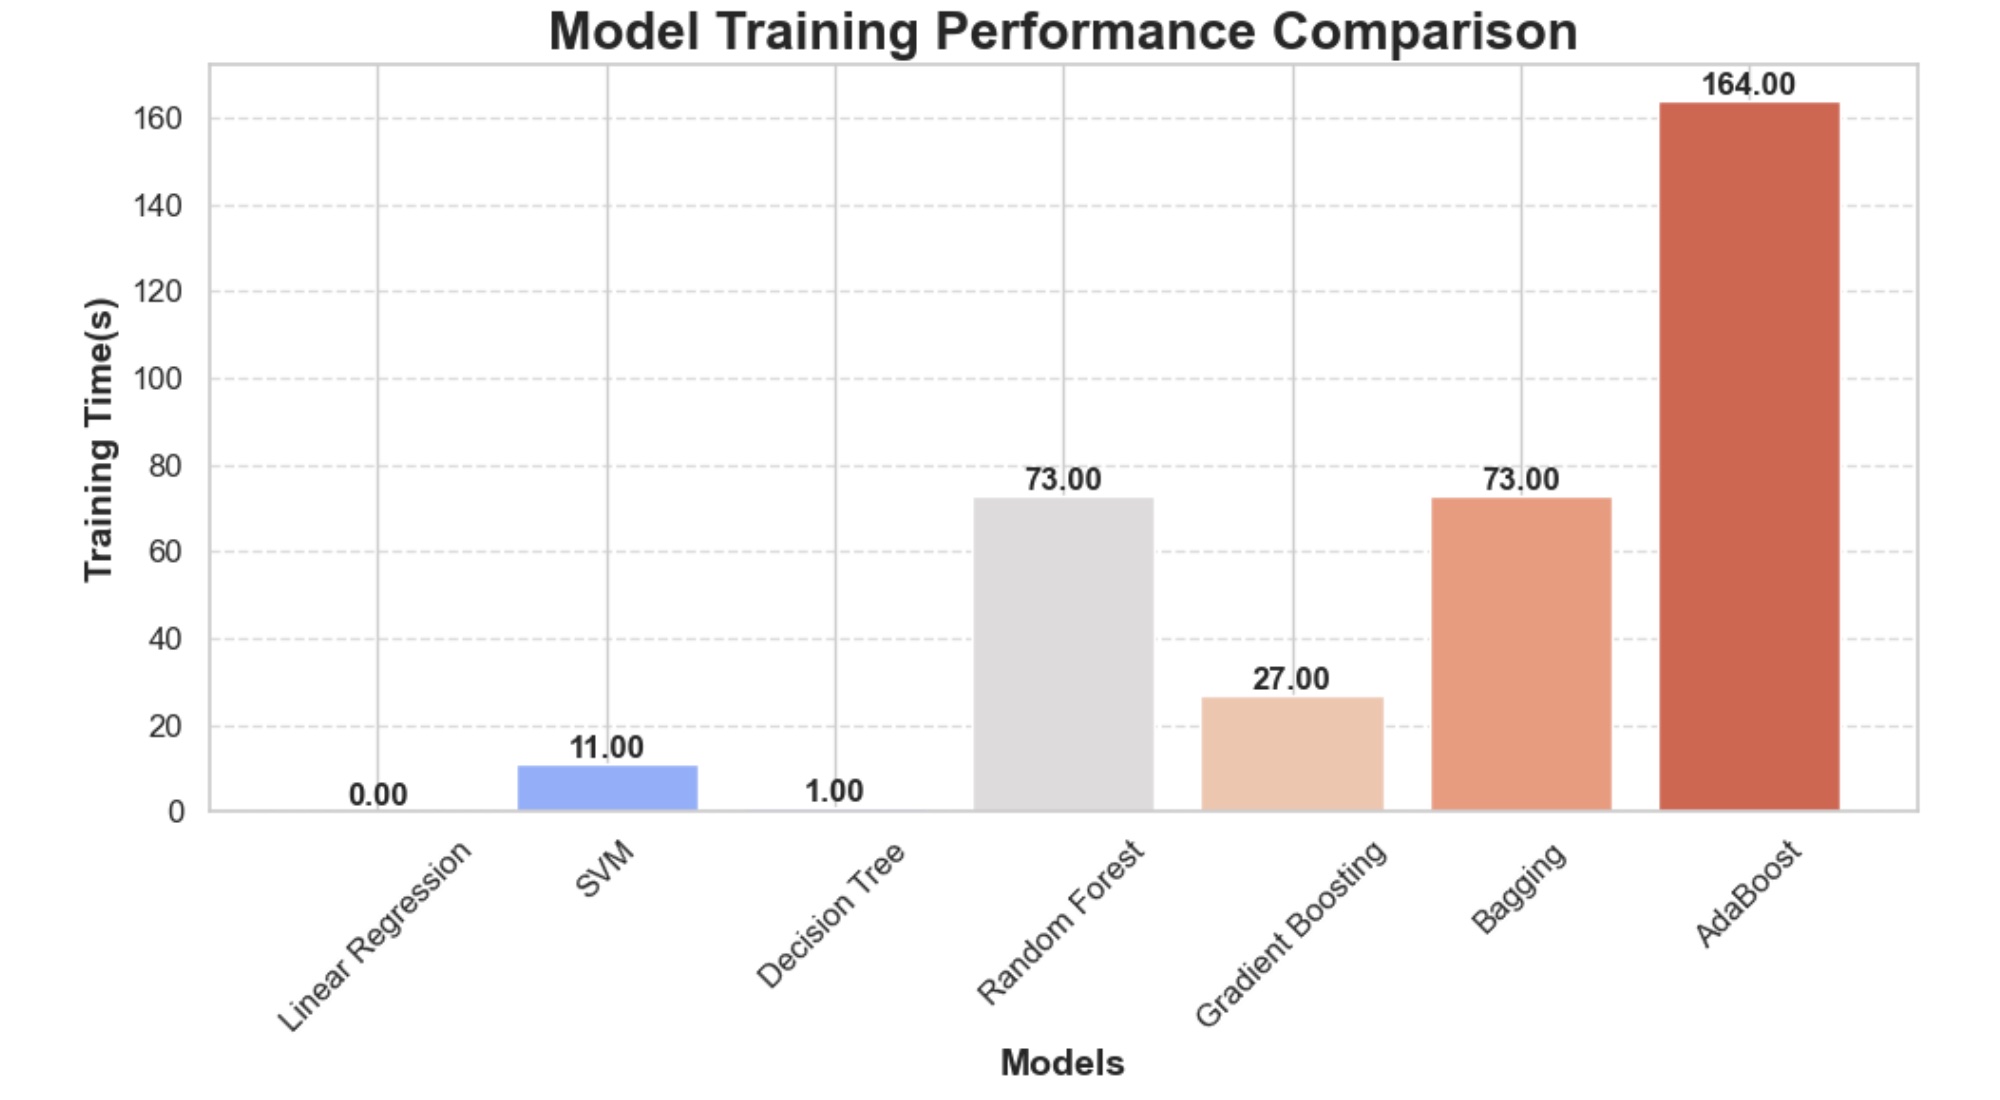 Model Training Performance Comparison
Training Time(s)
160
140
120
100
80
60
40
20
0
0.00
11.00
1.00
73.00
27.00
73.00
164.00
Linear Regression
SVM
Decision Tree
Random Forest
Gradient Boosting
Bagging
AdaBoost
Models